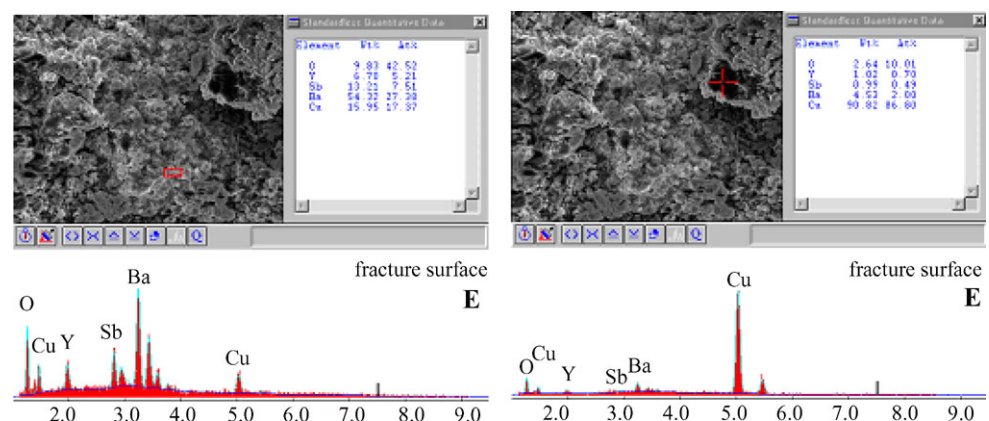 Standardless Quantitative Data
Element Wt% At%
O 9.83 42.52
Y 6.70 5.21
Sb 13.21 7.51
Ba 54.32 27.38
Cu 15.95 17.37
Q
fracture surface
E
O
Cu
Y
Sb
Ba
Cu
2.0 3.0 4.0 5.0 6.0 7.0 8.0 9.0
Standardless Quantitative Data
Element Wt% At%
O 2.64 10.01
Y 1.02 0.70
Sb 0.99 0.49
Ba 4.53 2.00
Cu 90.82 86.80
Q
fracture surface
E
O
Cu
Y
Sb
Ba
Cu
2.0 3.0 4.0 5.0 6.0 7.0 8.0 9.0